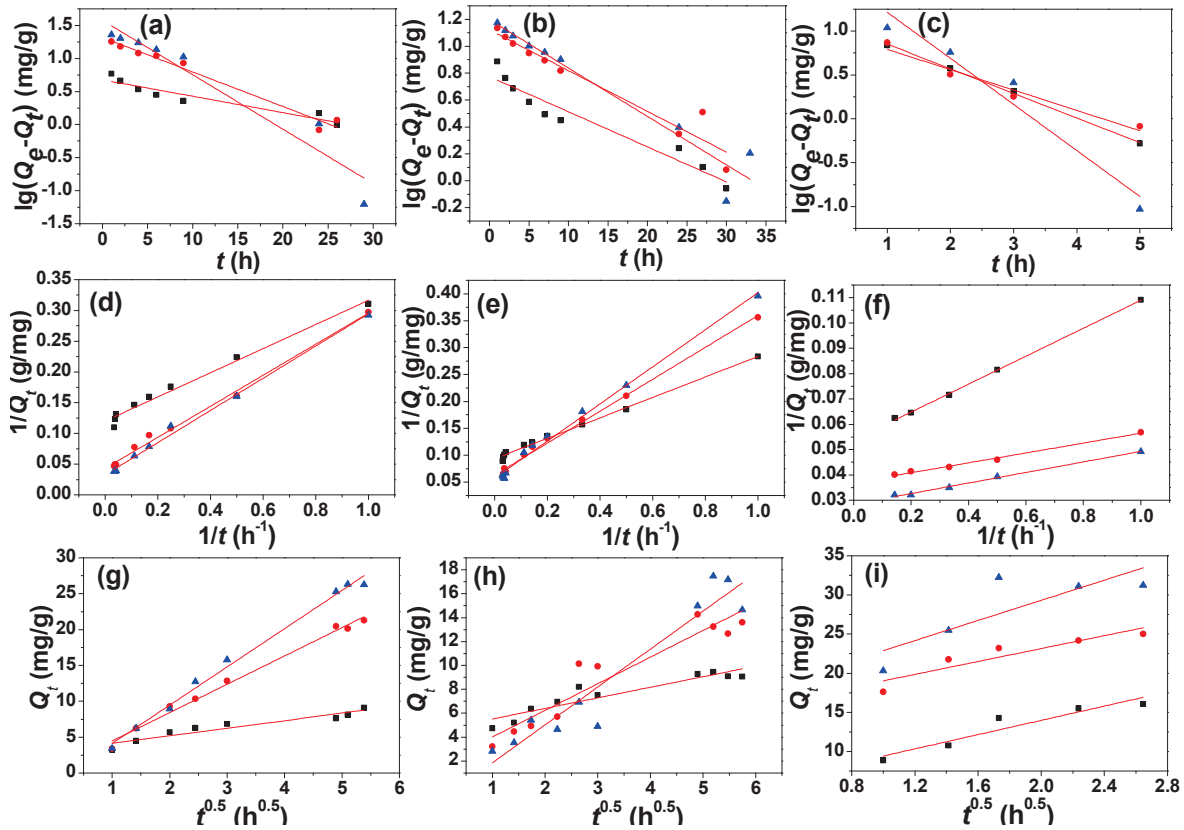 (a)
lg(Qe-Qt) (mg/g)
1.5
1.0
0.5
0.0
-0.5
-1.0
-1.5
0 5 10 15 20 25 30
t (h)
(b)
lg(Qe-Qt) (mg/g)
1.2
1.0
0.8
0.6
0.4
0.2
0.0
-0.2
0 5 10 15 20 25 30 35
t (h)
(c)
lg(Qe-Qt) (mg/g)
1.0
0.5
0.0
-0.5
-1.0
1 2 3 4 5
t (h)
(d)
1/Qt (g/mg)
0.35
0.30
0.25
0.20
0.15
0.10
0.05
0.00
0.0 0.2 0.4 0.6 0.8 1.0
1/t (h-1)
(e)
1/Qt (g/mg)
0.40
0.35
0.30
0.25
0.20
0.15
0.10
0.05
0.0 0.2 0.4 0.6 0.8 1.0
1/t (h-1)
(f)
1/Qt (g/mg)
0.11
0.10
0.09
0.08
0.07
0.06
0.05
0.04
0.03
0.0 0.2 0.4 0.6 0.8 1.0
1/t (h-1)
(g)
Qt (mg/g)
30
25
20
15
10
5
0
1 2 3 4 5 6
t0.5 (h0.5)
(h)
Qt (mg/g)
18
16
14
12
10
8
6
4
2
0 1 2 3 4 5 6
t0.5 (h0.5)
(i)
Qt (mg/g)
35
30
25
20
15
10
0.8 1.2 1.6 2.0 2.4 2.8
t0.5 (h0.5)